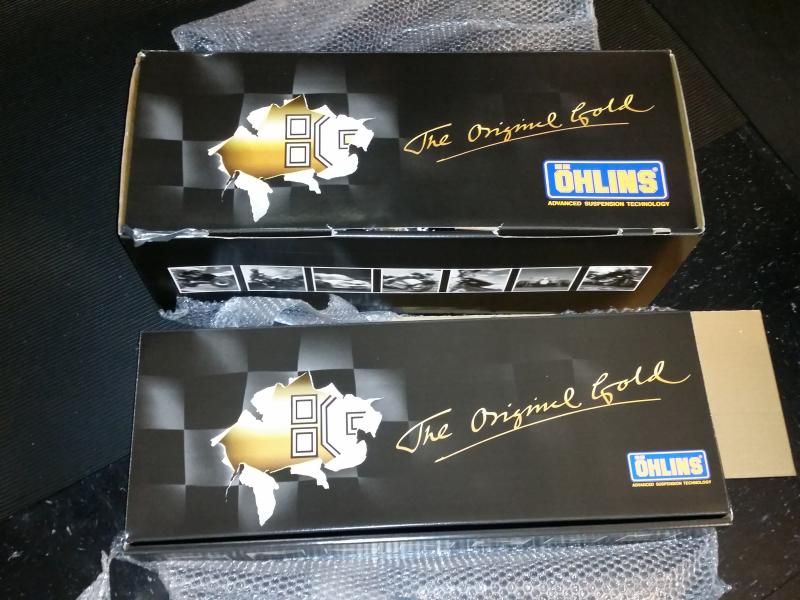 The Original Gold
ÖHLINS®
ADVANCED SUSPENSION TECHNOLOGY
The Original Gold
ÖHLINS®
ADVANCED SUSPENSION TECHNOLOGY